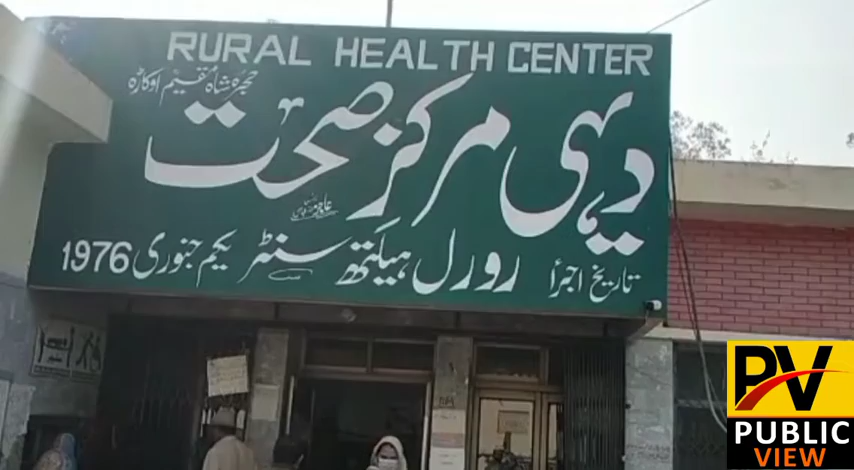 RURAL HEALTH CENTER
حجرہ شاہ مقیم اوکاڑہ
دیہی مرکز صحت
تاریخ اجرأ رورل ہیلتھ سنٹر یکم جنوری 1976
PV
PUBLIC
VIEW